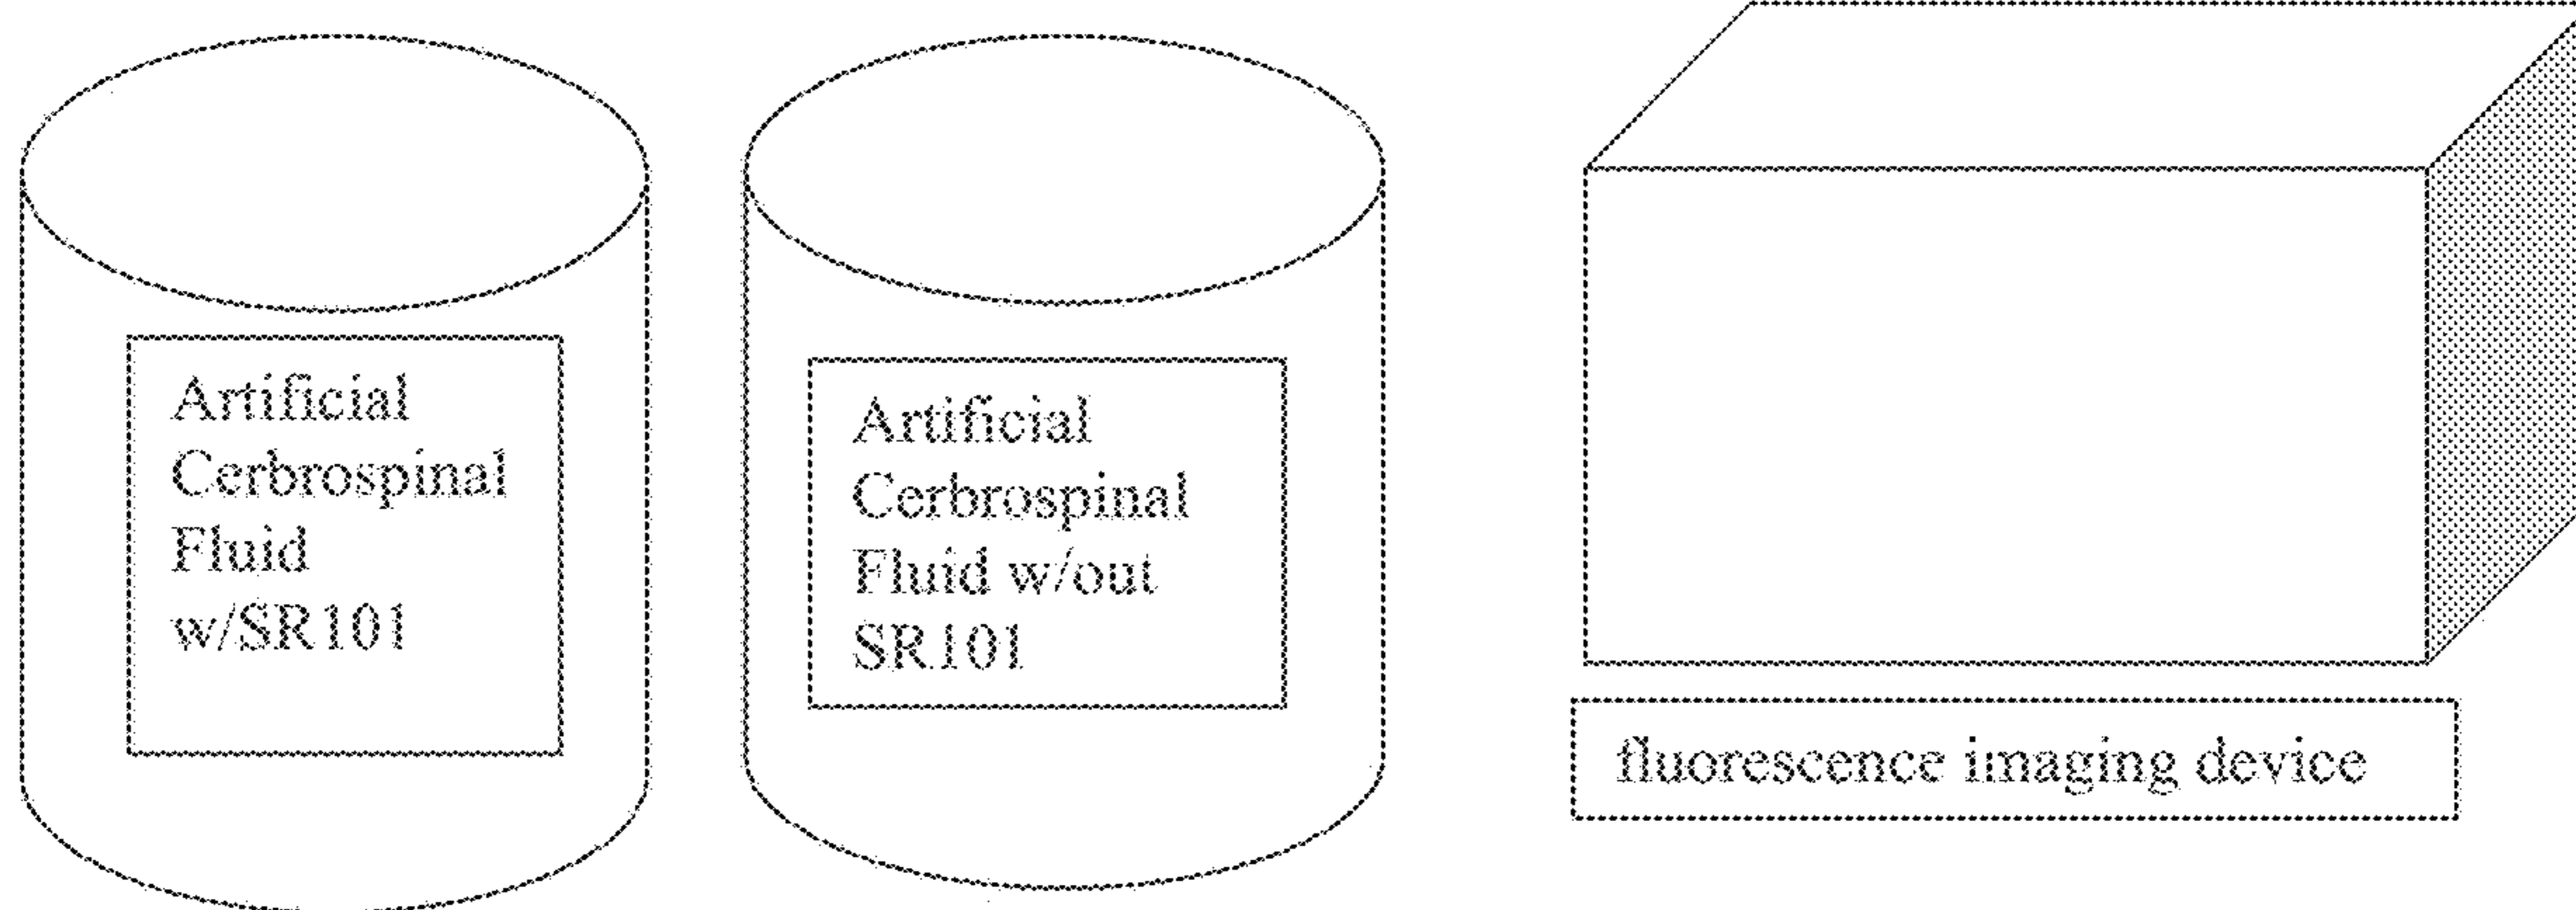 Artificial
Cerbrospinal
Fluid
w/SR101
Artificial
Cerbrospinal
Fluid w/out
SR101
fluorescence imaging device